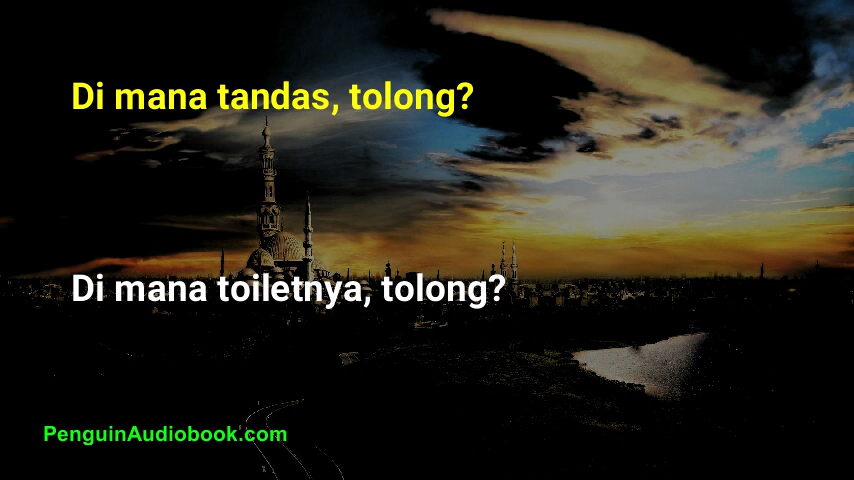 Di mana tandas, tolong?
Di mana toiletnya, tolong?
PenguinAudiobook.com